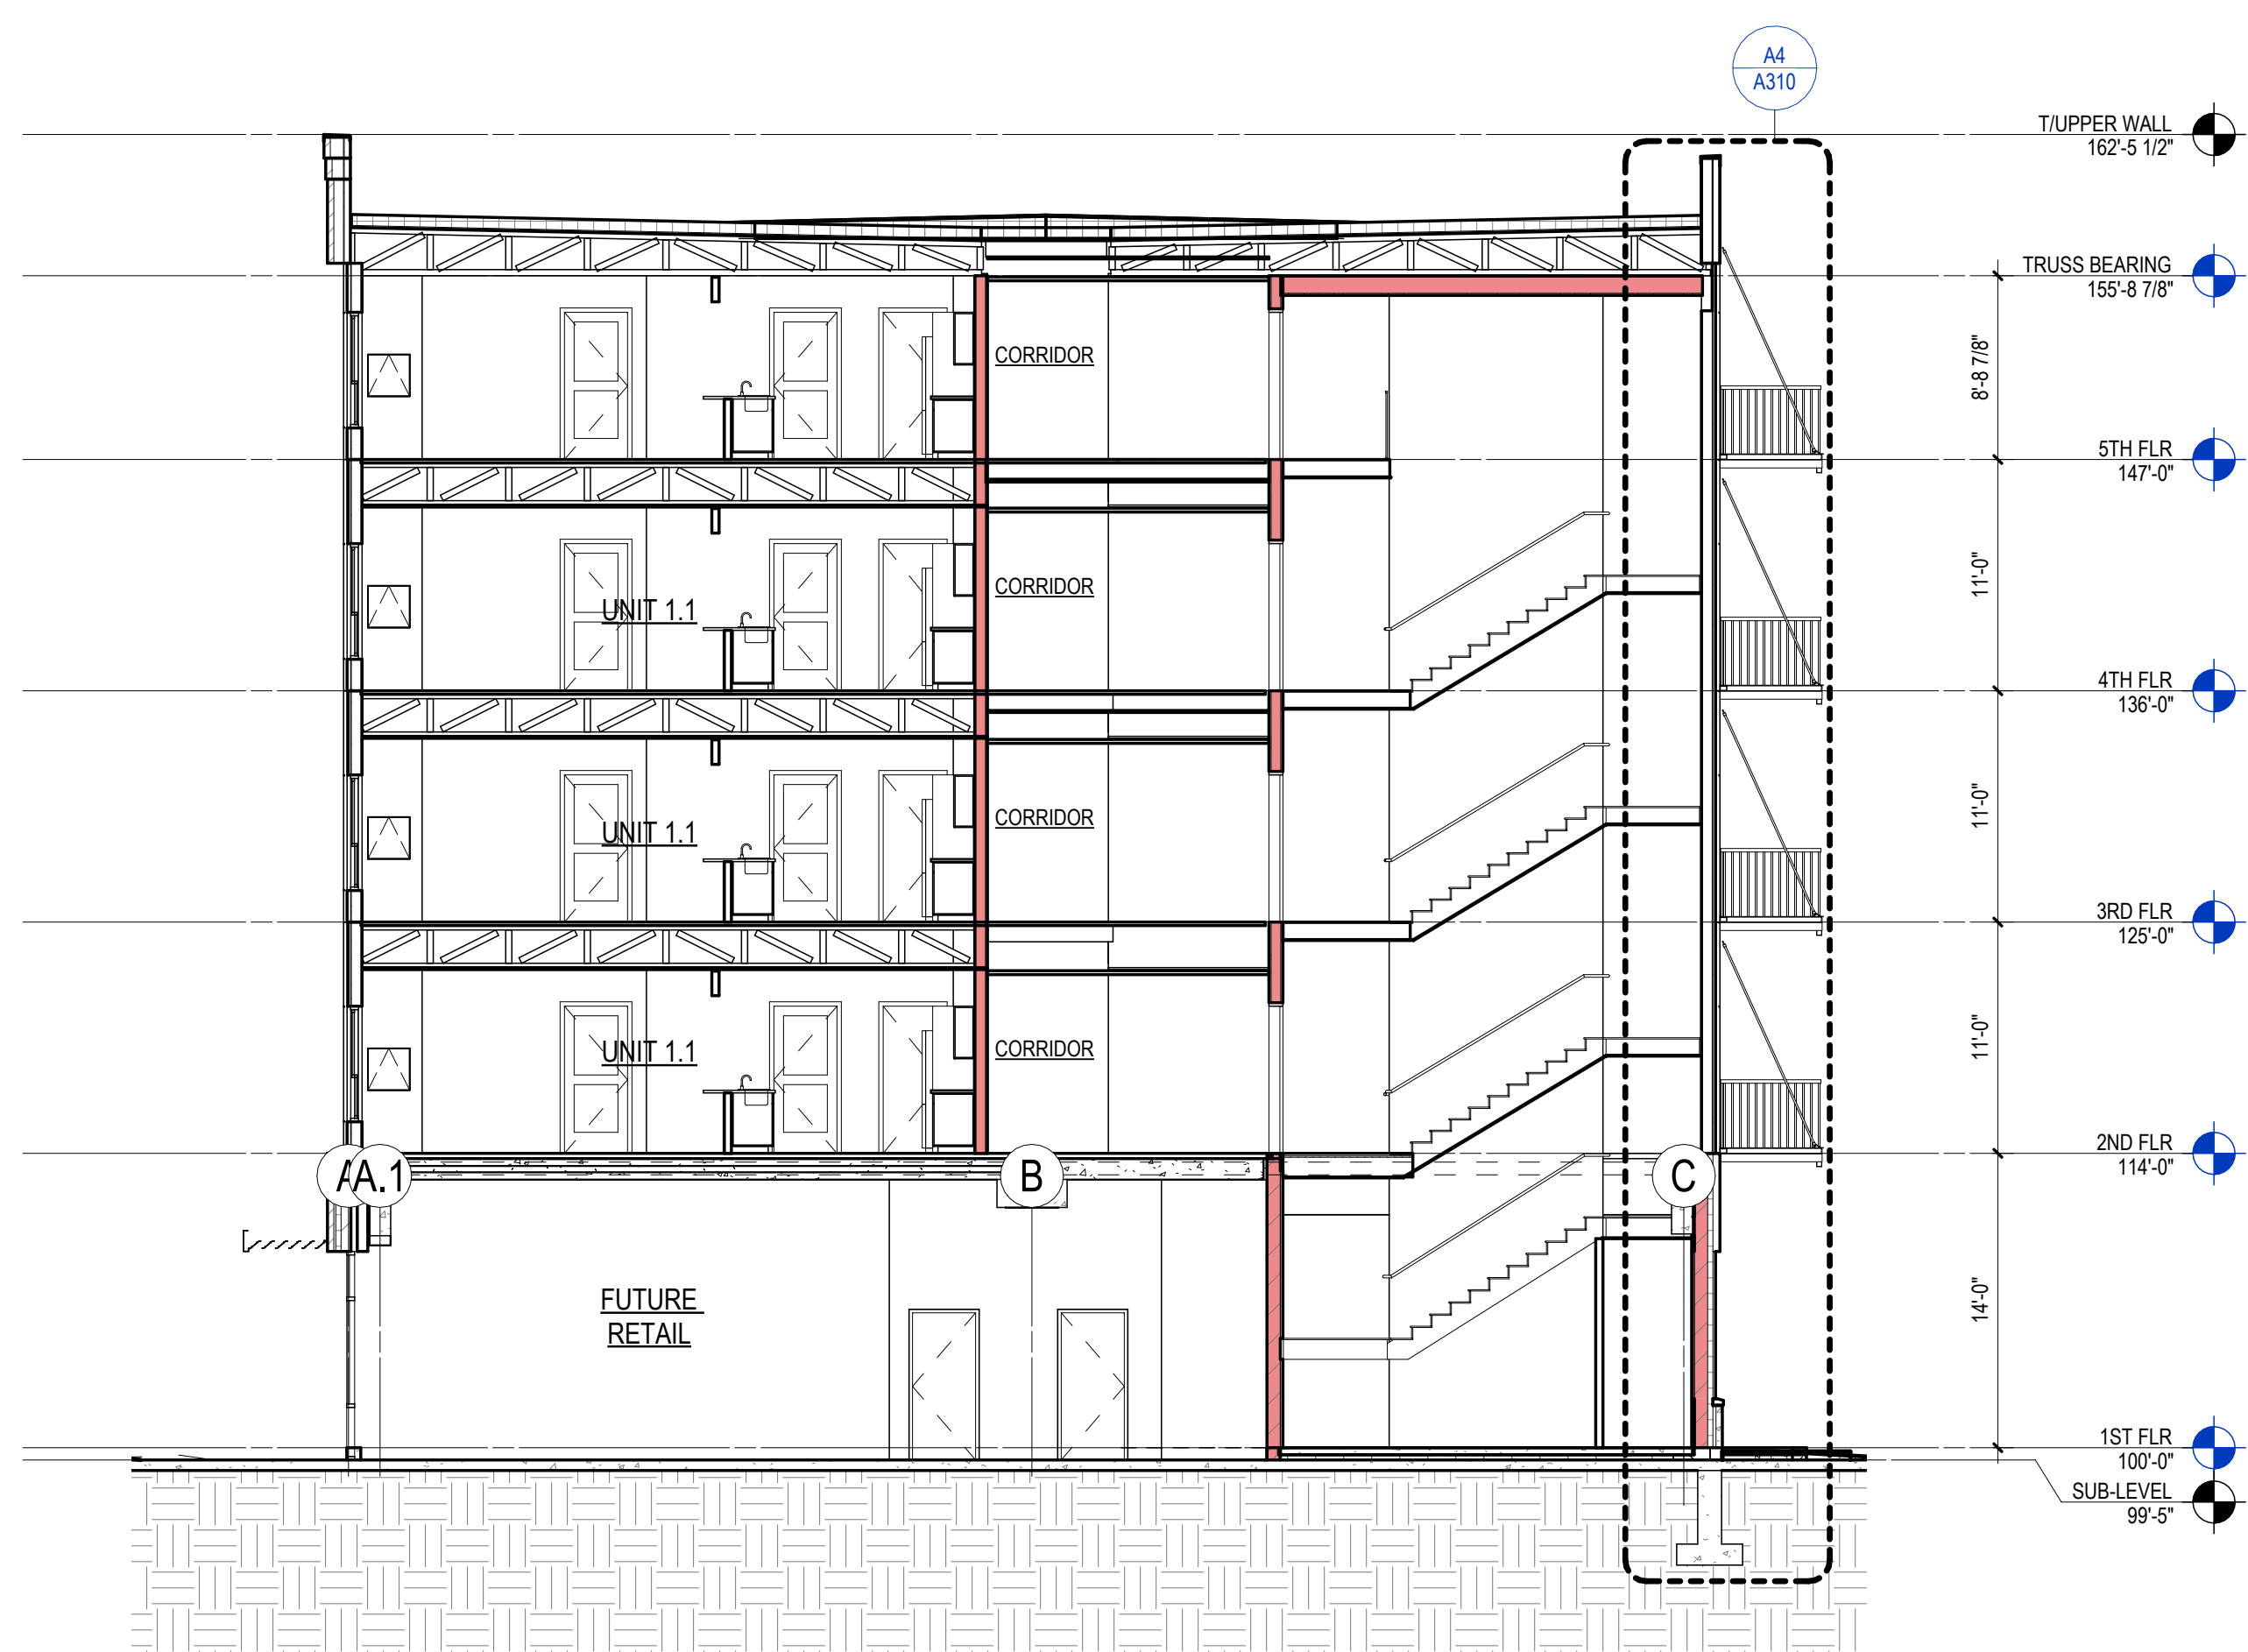 A4
A310
T/UPPER WALL
162'-5 1/2"
TRUSS BEARING
155'-8 7/8"
8'-8 7/8"
CORRIDOR
5TH FLR
147'-0"
11'-0"
CORRIDOR
UNIT 1.1
4TH FLR
136'-0"
11'-0"
CORRIDOR
UNIT 1.1
3RD FLR
125'-0"
11'-0"
CORRIDOR
UNIT 1.1
2ND FLR
114'-0"
A
A.1
B
C
14'-0"
FUTURE
RETAIL
1ST FLR
100'-0"
SUB-LEVEL
99'-5"